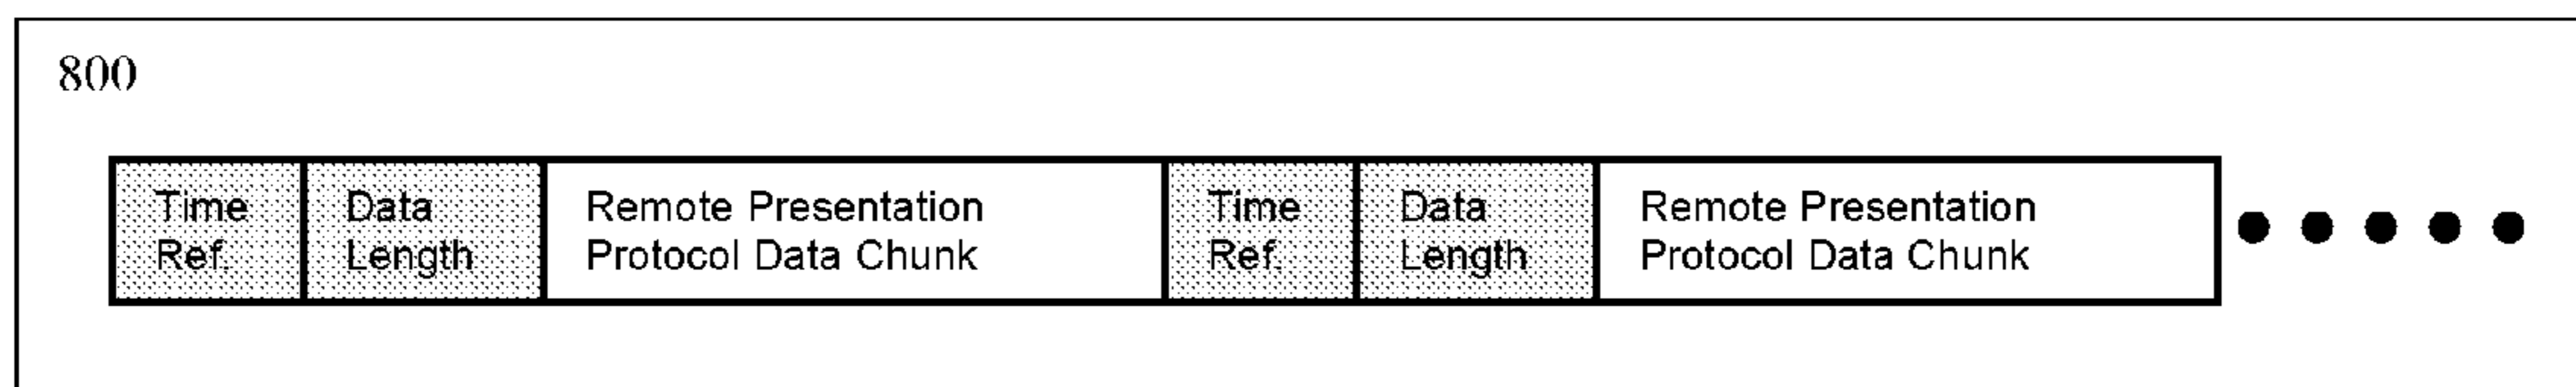 800
Time
Ref.
Data
Length
Remote Presentation
Protocol Data Chunk
Time
Ref.
Data
Length
Remote Presentation
Protocol Data Chunk